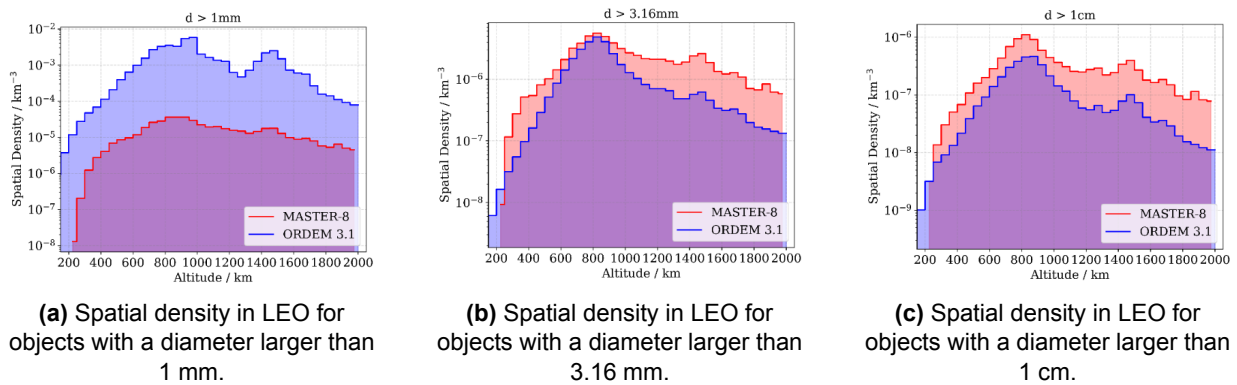 d > 1mm
Spatial Density / km⁻³
10⁻²
10⁻³
10⁻⁴
10⁻⁵
10⁻⁶
10⁻⁷
10⁻⁸
MASTER-8
ORDEM 3.1
200 400 600 800 1000 1200 1400 1600 1800 2000
Altitude / km
(a) Spatial density in LEO for
objects with a diameter larger than
1 mm.
d > 3.16mm
Spatial Density / km⁻³
10⁻⁶
10⁻⁷
10⁻⁸
MASTER-8
ORDEM 3.1
200 400 600 800 1000 1200 1400 1600 1800 2000
Altitude / km
(b) Spatial density in LEO for
objects with a diameter larger than
3.16 mm.
d > 1cm
Spatial Density / km⁻³
10⁻⁶
10⁻⁷
10⁻⁸
10⁻⁹
MASTER-8
ORDEM 3.1
200 400 600 800 1000 1200 1400 1600 1800 2000
Altitude / km
(c) Spatial density in LEO for
objects with a diameter larger than
1 cm.